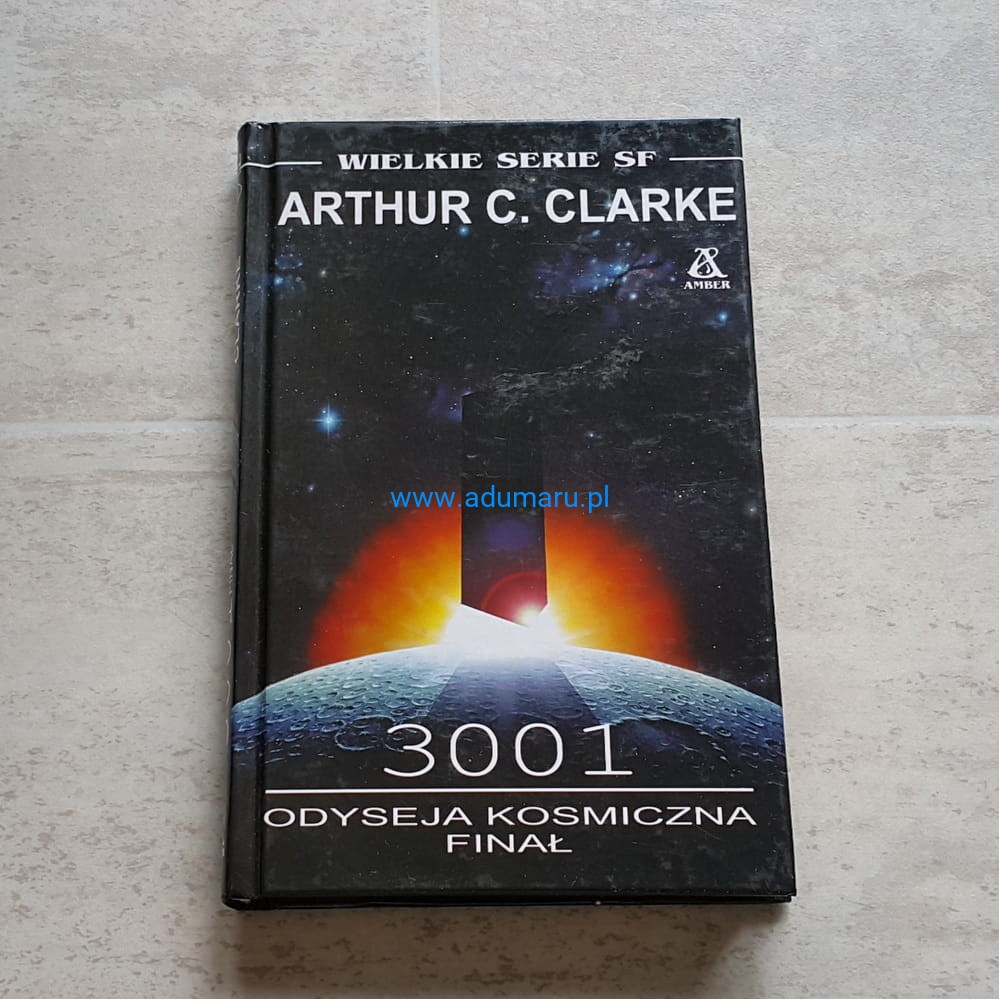 WIELKIE SERIE SF
ARTHUR C. CLARKE
AMBER
www.adumaru.pl
3001
ODYSEJA KOSMICZNA
FINAŁ